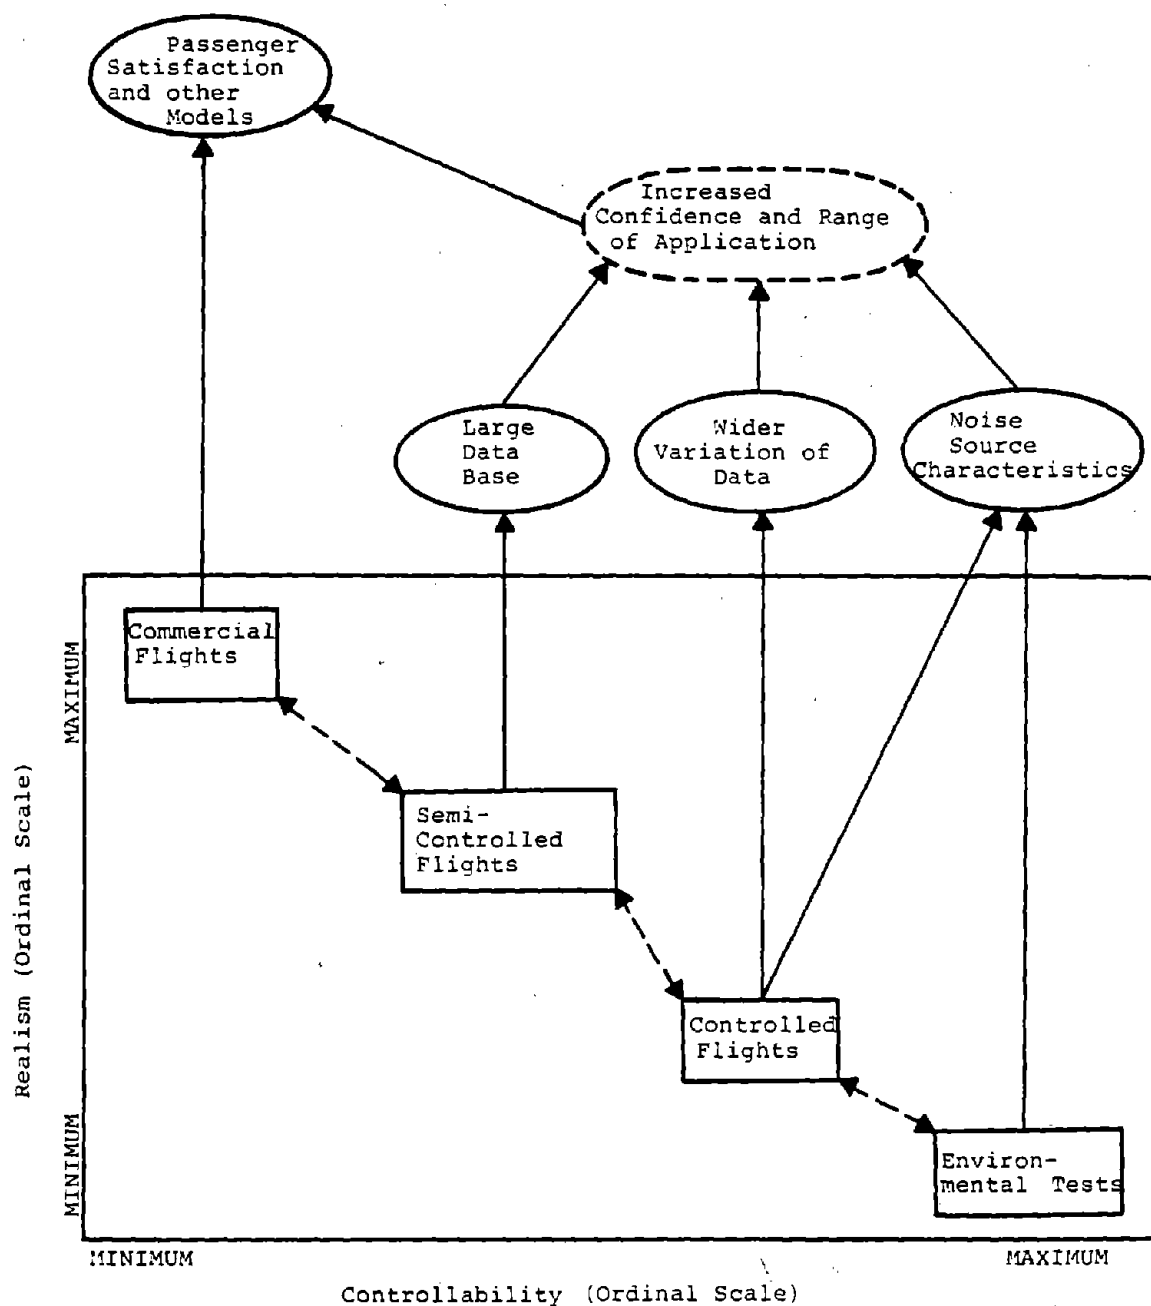 Passenger
Satisfaction
and other
Models
Increased
Confidence and Range
of Application
Large
Data
Base
Wider
Variation of
Data
Noise
Source
Characteristics
Commercial
Flights
Semi-
Controlled
Flights
Controlled
Flights
Environ-
mental Tests
MAXIMUM
Realism (Ordinal Scale)
MINIMUM
MINIMUM
MAXIMUM
Controllability (Ordinal Scale)